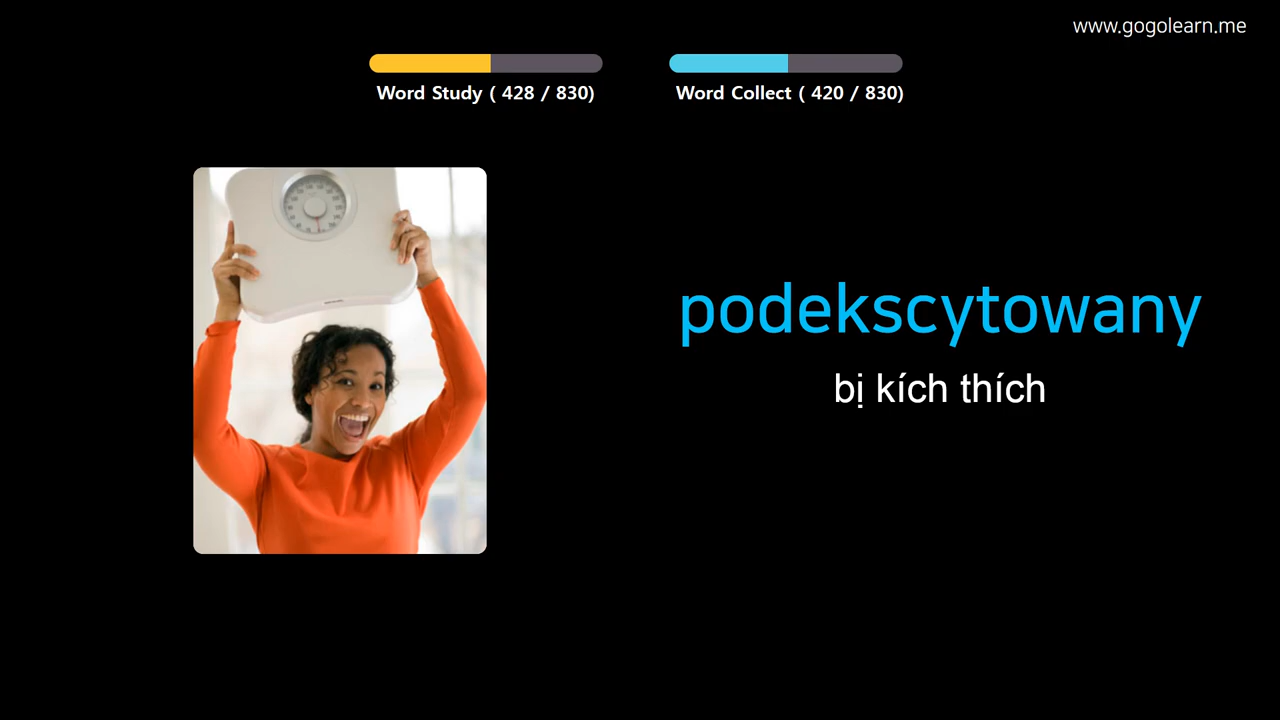 www.gogolearn.me
Word Study ( 428 / 830)
Word Collect ( 420 / 830)
podekscytowany
bị kích thích